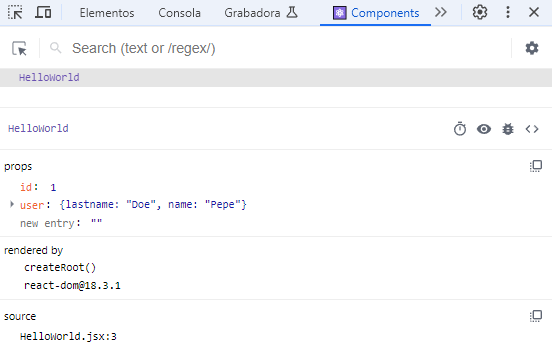 Elementos Consola Grabadora Components
Search (text or /regex/)
HelloWorld
HelloWorld
props
id: 1
user: {lastname: "Doe", name: "Pepe"}
new entry: ""
rendered by
createRoot()
react-dom@18.3.1
source
HelloWorld.jsx:3